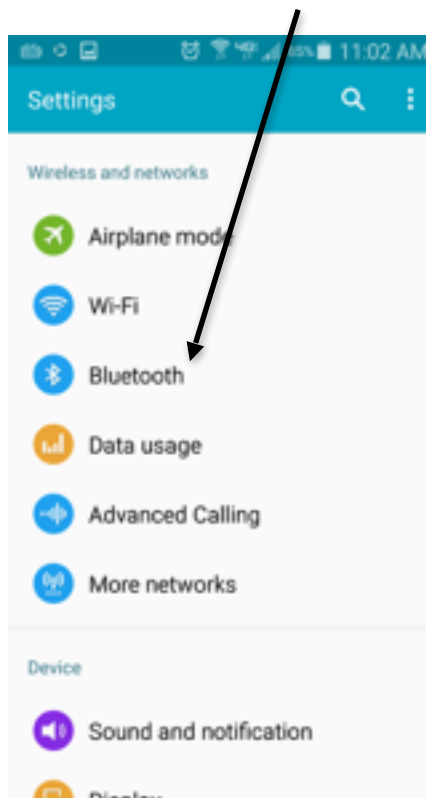 11:02 AM
Settings
Wireless and networks
Airplane mode
Wi-Fi
Bluetooth
Data usage
Advanced Calling
More networks
Device
Sound and notification
Display